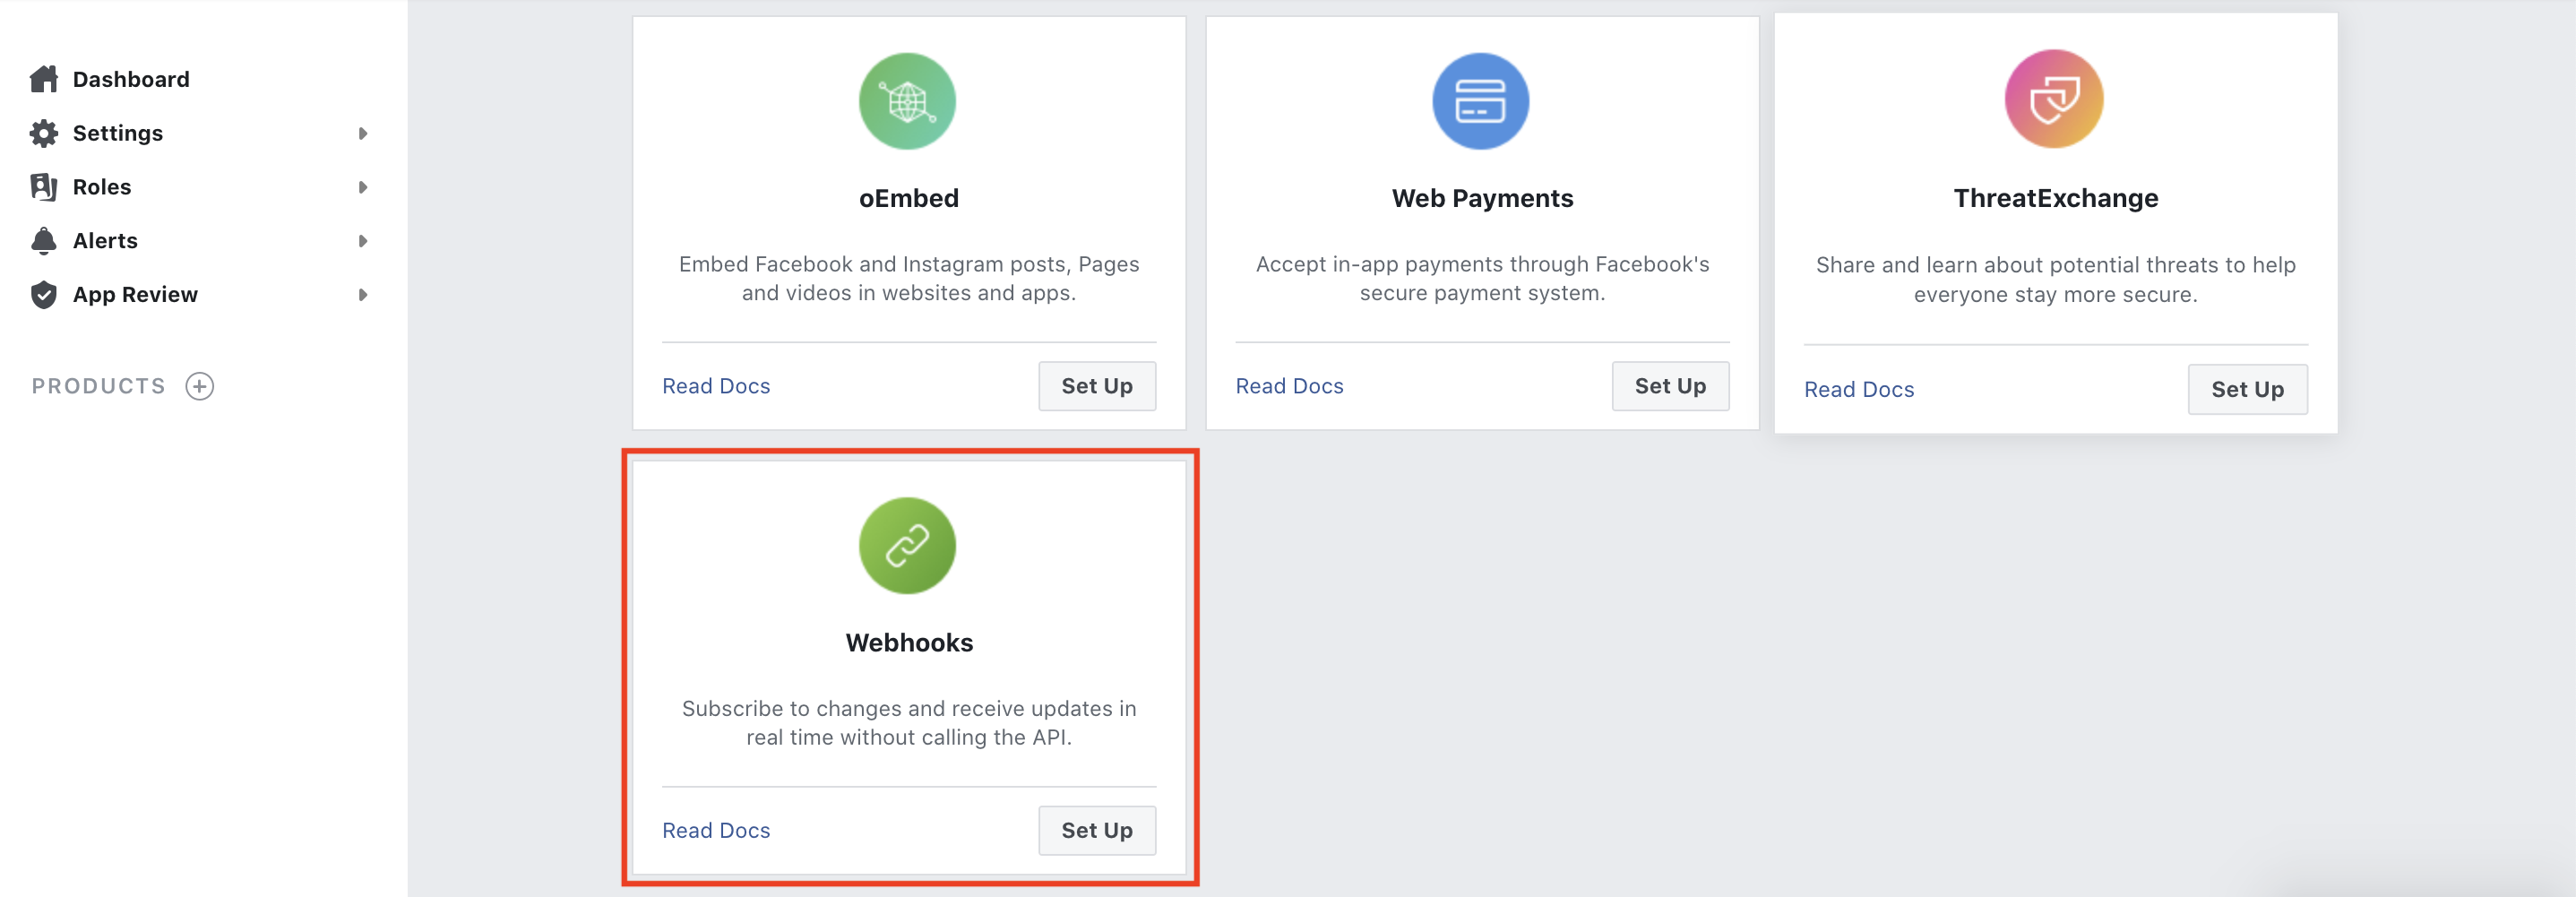 Dashboard
Settings
Roles
Alerts
App Review
PRODUCTS
oEmbed
Embed Facebook and Instagram posts, Pages
and videos in websites and apps.
Read Docs
Set Up
Web Payments
Accept in-app payments through Facebook's
secure payment system.
Read Docs
Set Up
ThreatExchange
Share and learn about potential threats to help
everyone stay more secure.
Read Docs
Set Up
Webhooks
Subscribe to changes and receive updates in
real time without calling the API.
Read Docs
Set Up